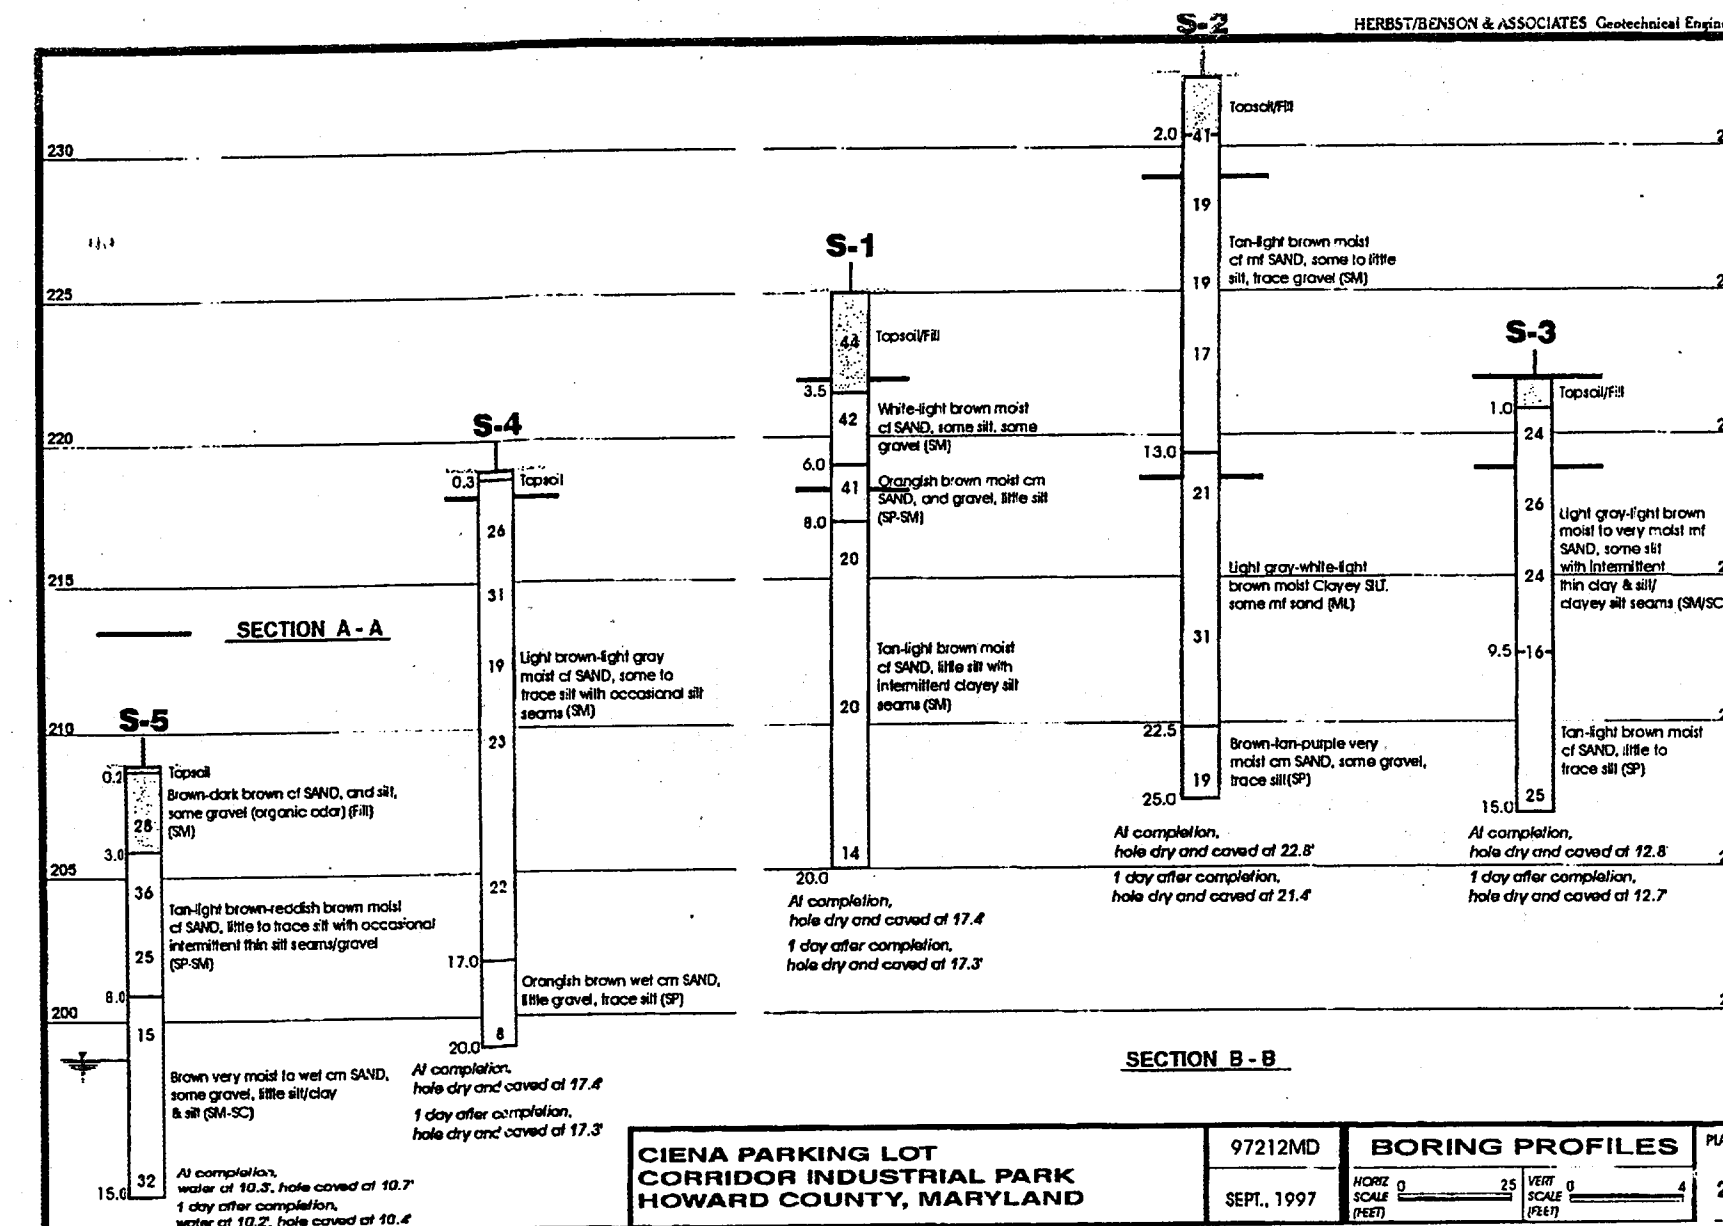 HERBST/BENSON & ASSOCIATES Geotechnical
230
225
220
215
210
205
200
SECTION A - A
S-5
0.2
Topsoil
Brown-dark brown cf SAND, and silt,
some gravel (organic odor) (Fill)
(SM)
28
3.0
36
Tan-light brown-reddish brown moist
cf SAND, little to trace silt with occasional
intermittent thin silt seams/gravel
(SP-SM)
25
8.0
15
Brown very moist to wet cm SAND,
some gravel, little silt/clay
& silt (SM-SC)
32
15.0
At completion,
water at 10.3', hole caved at 10.7'
1 day after completion,
water at 10.2', hole caved at 10.4'
S-4
0.3
Topsoil
26
31
19
Light brown-light gray
moist cf SAND, some to
trace silt with occasional silt
seams (SM)
23
22
17.0
Orangish brown wet cm SAND,
little gravel, trace silt (SP)
8
20.0
At completion,
hole dry and caved at 17.4'
1 day after completion,
hole dry and caved at 17.3'
S-1
44
Topsoil/Fill
3.5
42
White-light brown moist
cf SAND, some silt, some
gravel (SM)
6.0
41
Orangish brown moist cm
SAND, and gravel, little silt
(SP-SM)
8.0
20
Tan-light brown moist
cf SAND, little silt with
intermittent clayey silt
seams (SM)
20
14
20.0
At completion,
hole dry and caved at 17.4'
1 day after completion,
hole dry and caved at 17.3'
S-2
Topsoil/Fill
2.0
41
19
Tan-light brown moist
cf mf SAND, some to little
silt, trace gravel (SM)
19
17
13.0
21
Light gray-white-light
brown moist Clayey SILT,
some mf sand (ML)
31
22.5
Brown-tan-purple very
moist cm SAND, some gravel,
trace silt(SP)
19
25.0
At completion,
hole dry and caved at 22.8'
1 day after completion,
hole dry and caved at 21.4'
S-3
Topsoil/Fill
1.0
24
26
Light gray-light brown
moist to very moist mf
SAND, some silt
with intermittent
thin clay & silt/
clayey silt seams (SM/SC
24
9.5
16
Tan-light brown moist
cf SAND, little to
trace silt (SP)
25
15.0
At completion,
hole dry and caved at 12.8'
1 day after completion,
hole dry and caved at 12.7'
SECTION B - B
CIENA PARKING LOT
CORRIDOR INDUSTRIAL PARK
HOWARD COUNTY, MARYLAND
97212MD
SEPT., 1997
BORING PROFILES
HORIZ
SCALE
(FEET)
0 25
VERT
SCALE
(FEET)
0 4